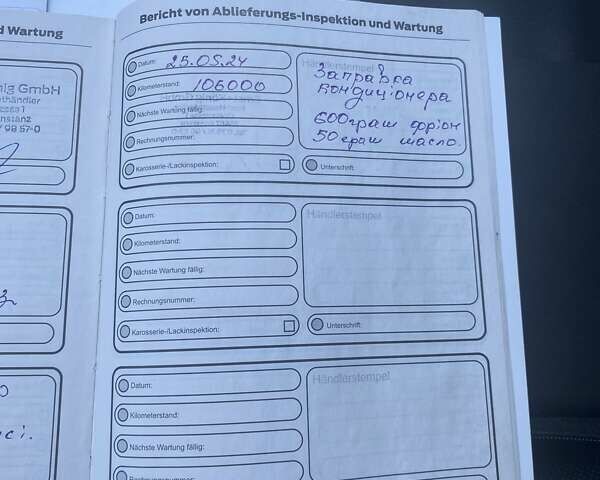 d Wartung
nig GmbH
Bericht von Ablieferungs-Inspektion und Wartung
Datum: 25.05.24
Kilometerstand: 106000
Nächste Wartung fällig:
Rechnungsnummer:
Karosserie-/Lackinspektion:
Händlerstempel
Заправка
кондиціонера
600грам фріон
50грам масло.
Unterschrift:
Datum:
Kilometerstand:
Nächste Wartung fällig:
Rechnungsnummer:
Karosserie-/Lackinspektion:
Händlerstempel
Unterschrift:
Datum:
Kilometerstand:
Nächste Wartung fällig:
Rechnungsnummer:
Händlerstempel